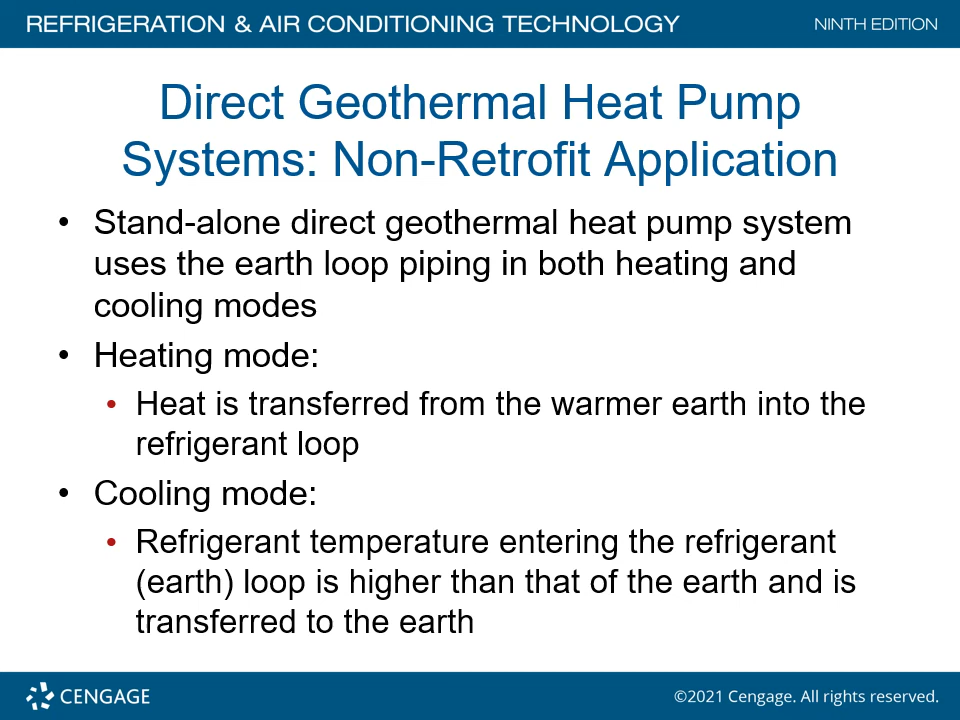 REFRIGERATION & AIR CONDITIONING TECHNOLOGY
NINTH EDITION
Direct Geothermal Heat Pump
Systems: Non-Retrofit Application
• Stand-alone direct geothermal heat pump system
uses the earth loop piping in both heating and
cooling modes
• Heating mode:
• Heat is transferred from the warmer earth into the
refrigerant loop
• Cooling mode:
• Refrigerant temperature entering the refrigerant
(earth) loop is higher than that of the earth and is
transferred to the earth
CENGAGE
©2021 Cengage. All rights reserved.